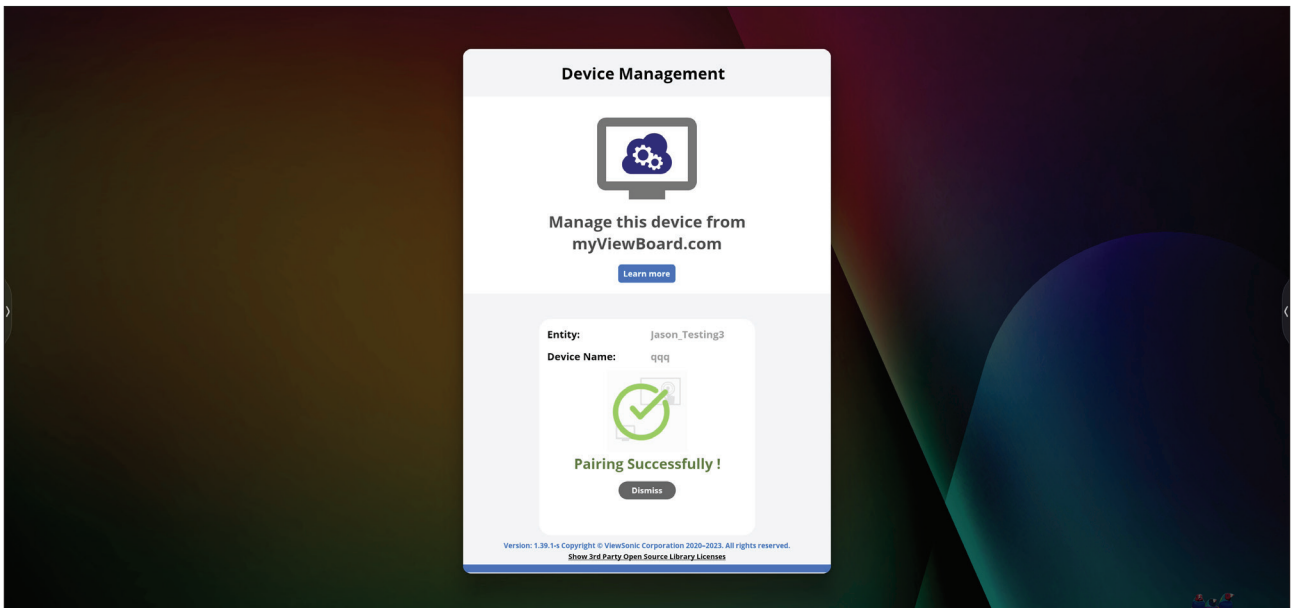 Device Management
Manage this device from
myViewBoard.com
Learn more
Entity: Jason_Testing3
Device Name: qqq
Pairing Successfully !
Dismiss
Version: 1.39.1-s Copyright © ViewSonic Corporation 2020–2023. All rights reserved.
Show 3rd Party Open Source Library Licenses